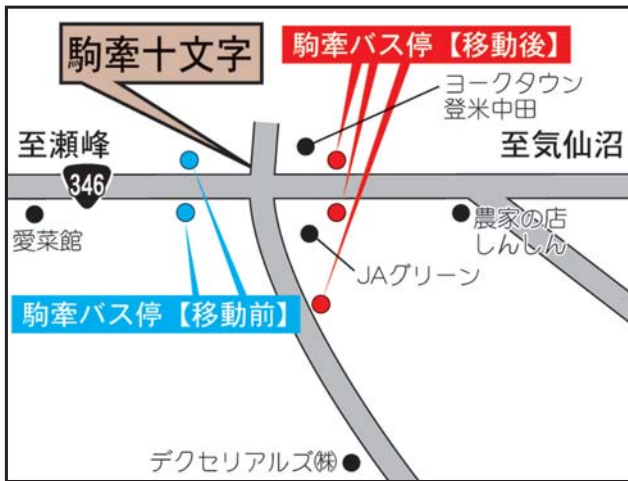 駒牽十文字
駒牽バス停【移動後】
ヨークタウン
登米中田
至瀬峰
至気仙沼
346
愛菜館
農家の店
しんしん
JAグリーン
駒牽バス停【移動前】
デクセリアルズ㈱